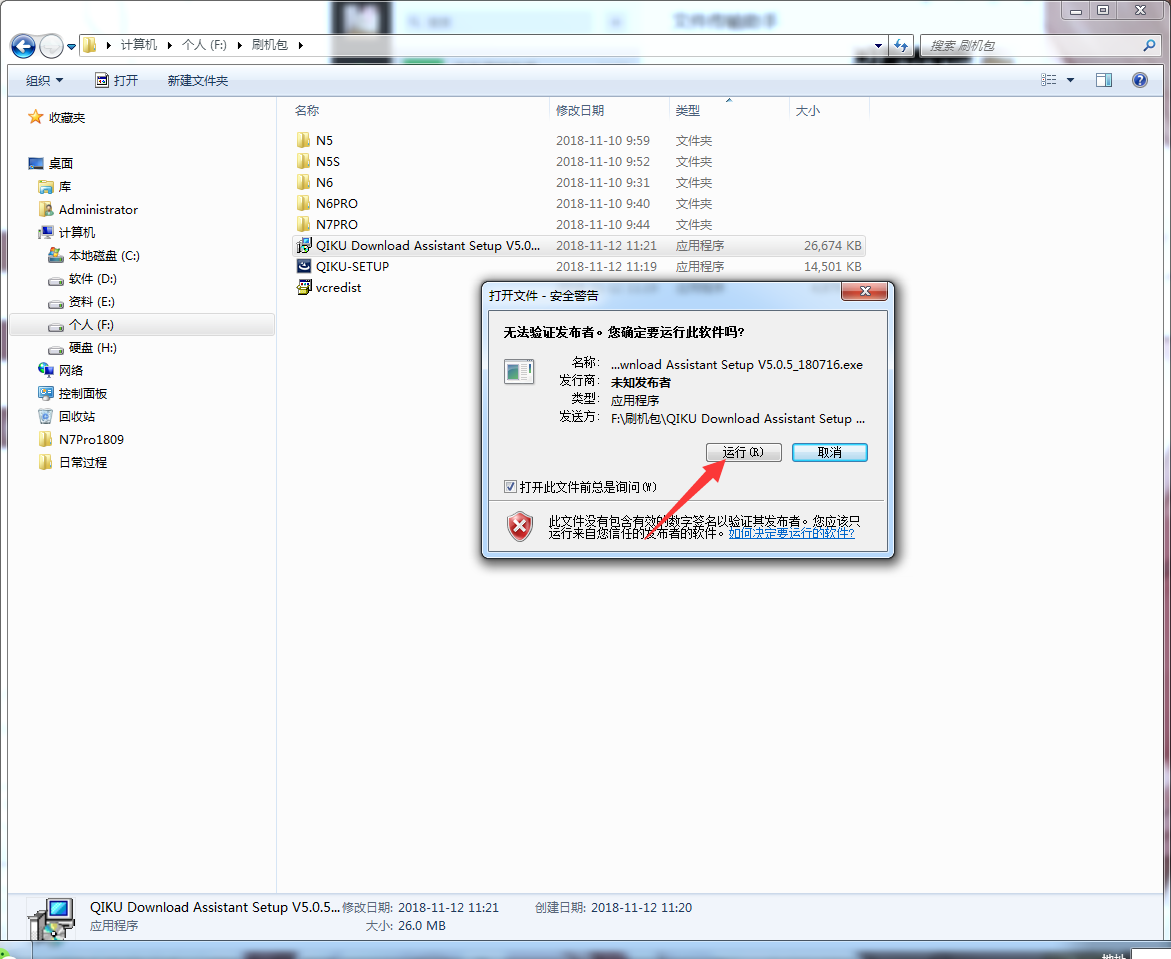 文件传输助手
计算机 个人 (F:) 刷机包
搜索 刷机包
组织 打开 新建文件夹
收藏夹
桌面
库
Administrator
计算机
本地磁盘 (C:)
软件 (D:)
资料 (E:)
个人 (F:)
硬盘 (H:)
网络
控制面板
回收站
N7Pro1809
日常过程
名称 修改日期 类型 大小
N5 2018-11-10 9:59 文件夹
N5S 2018-11-10 9:52 文件夹
N6 2018-11-10 9:31 文件夹
N6PRO 2018-11-10 9:40 文件夹
N7PRO 2018-11-10 9:44 文件夹
QIKU Download Assistant Setup V5.0... 2018-11-12 11:21 应用程序 26,674 KB
QIKU-SETUP 2018-11-12 11:19 应用程序 14,501 KB
vcredist
打开文件 - 安全警告
无法验证发布者。您确定要运行此软件吗?
名称: ...wnload Assistant Setup V5.0.5_180716.exe
发行商: 未知发布者
类型: 应用程序
发送方: F:\刷机包\QIKU Download Assistant Setup ...
运行(R) 取消
打开此文件前总是询问(W)
此文件没有包含有效的数字签名以验证其发布者。您应该只
运行来自您信任的发布者的软件。如何决定要运行的软件?
QIKU Download Assistant Setup V5.0.5... 修改日期: 2018-11-12 11:21 创建日期: 2018-11-12 11:20
应用程序 大小: 26.0 MB